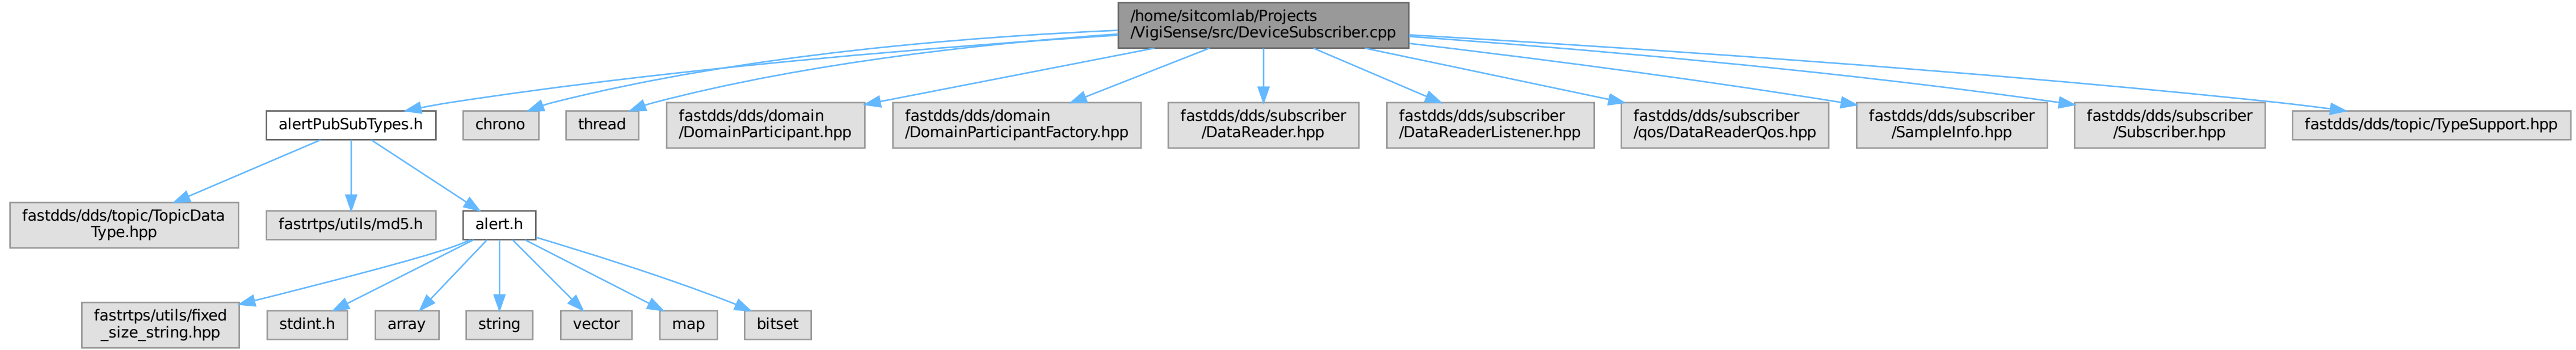 /home/sitcomlab/Projects
/VigiSense/src/DeviceSubscriber.cpp
alertPubSubTypes.h
chrono
thread
fastdds/dds/domain
/DomainParticipant.hpp
fastdds/dds/domain
/DomainParticipantFactory.hpp
fastdds/dds/subscriber
/DataReader.hpp
fastdds/dds/subscriber
/DataReaderListener.hpp
fastdds/dds/subscriber
/qos/DataReaderQos.hpp
fastdds/dds/subscriber
/SampleInfo.hpp
fastdds/dds/subscriber
/Subscriber.hpp
fastdds/dds/topic/TypeSupport.hpp
fastdds/dds/topic/TopicData
Type.hpp
fastrtps/utils/md5.h
alert.h
fastrtps/utils/fixed
_size_string.hpp
stdint.h
array
string
vector
map
bitset